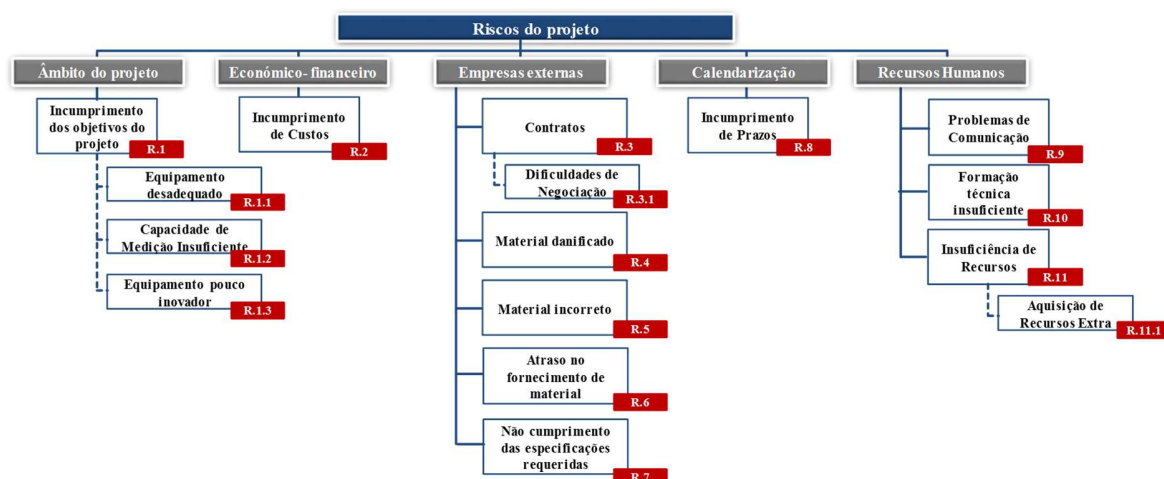 Riscos do projeto
Âmbito do projeto
Incumprimento
dos objetivos do
projeto
R.1
Equipamento
desadequado
R.1.1
Capacidade de
Medição Insuficiente
R.1.2
Equipamento pouco
inovador
R.1.3
Económico- financeiro
Incumprimento
de Custos
R.2
Empresas externas
Contratos
R.3
Dificuldades de
Negociação
R.3.1
Material danificado
R.4
Material incorreto
R.5
Atraso no
fornecimento de
material
R.6
Não cumprimento
das especificações
requeridas
R.7
Calendarização
Incumprimento
de Prazos
R.8
Recursos Humanos
Problemas de
Comunicação
R.9
Formação
técnica
insuficiente
R.10
Insuficiência de
Recursos
R.11
Aquisição de
Recursos Extra
R.11.1